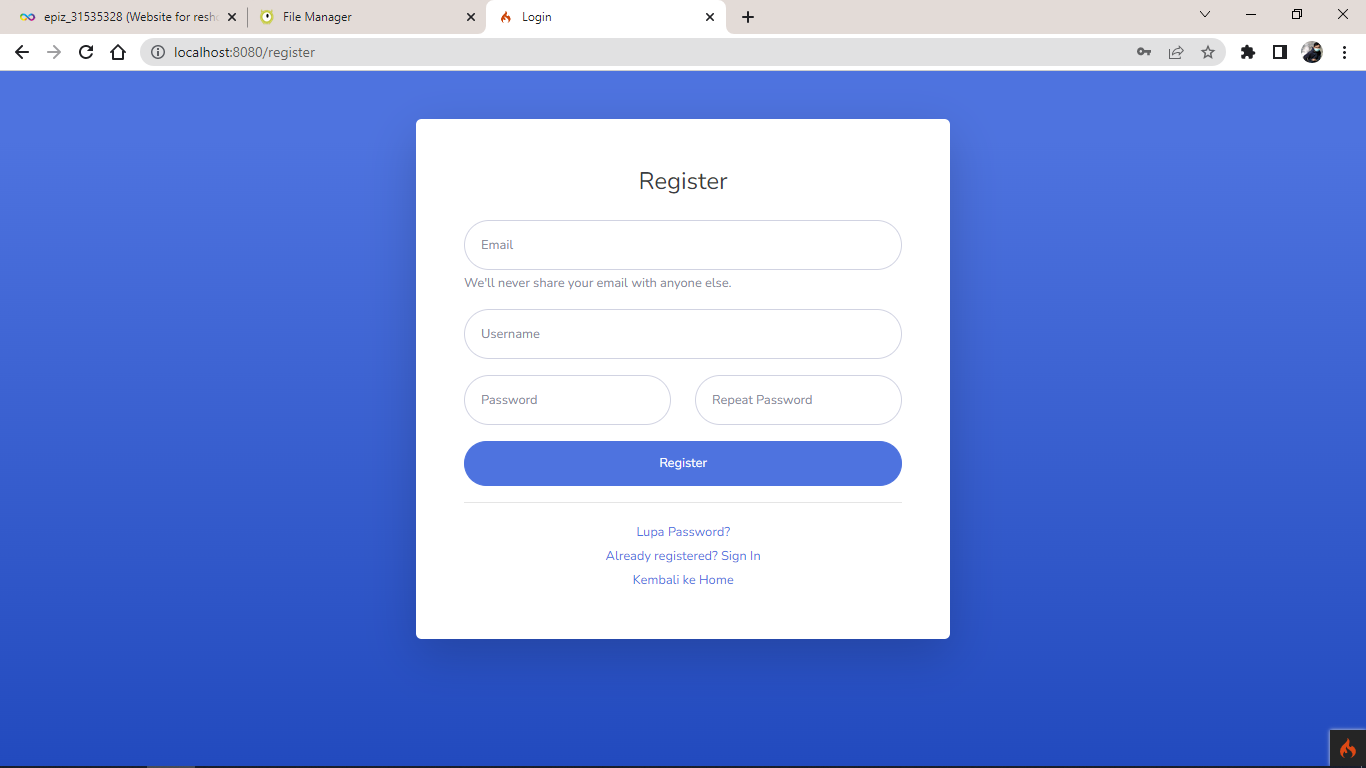 epiz_31535328 (Website for resh
File Manager
Login
localhost:8080/register
Register
Email
We'll never share your email with anyone else.
Username
Password
Repeat Password
Register
Lupa Password?
Already registered? Sign In
Kembali ke Home